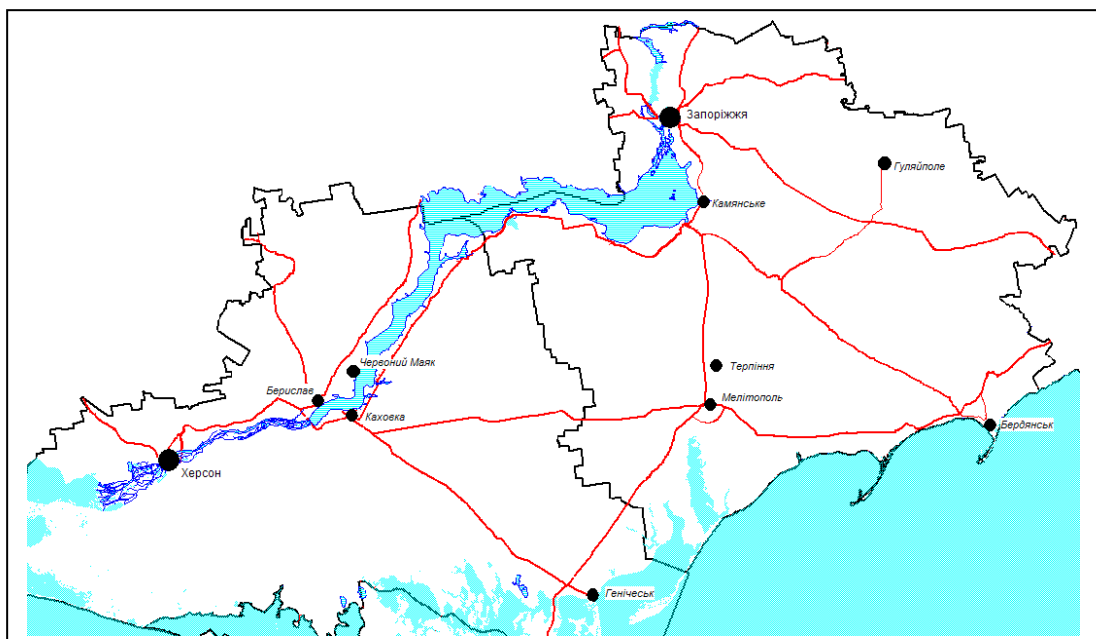 Запоріжжя
Гуляйполе
Камянське
Червоний Маяк
Терпіння
Берислав
Мелітополь
Каховка
Бердянськ
Херсон
Генічеськ